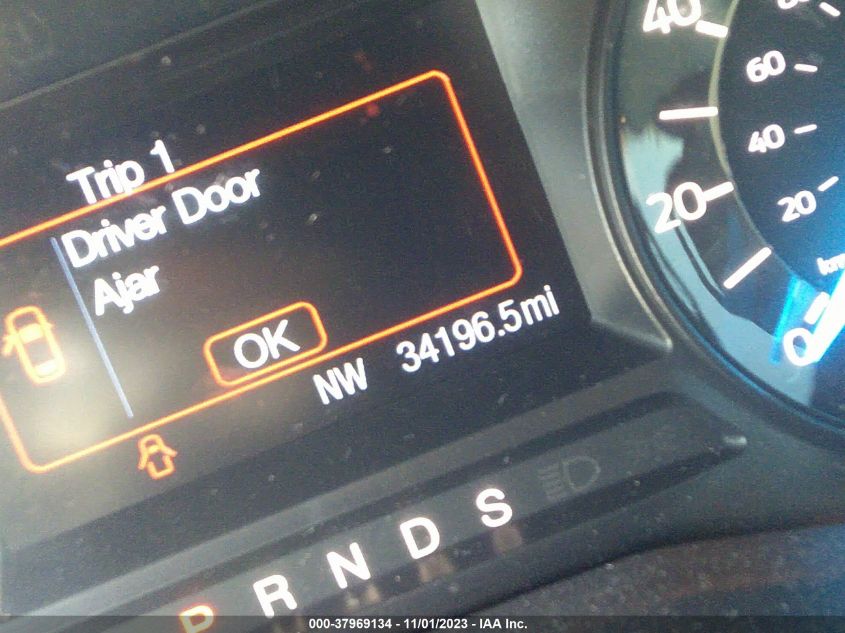 Trip 1
Driver Door
Ajar
OK
NW 34196.5mi
P R N D S
40
20
0
60
40
20
000-37969134 - 11/01/2023 - IAA Inc.